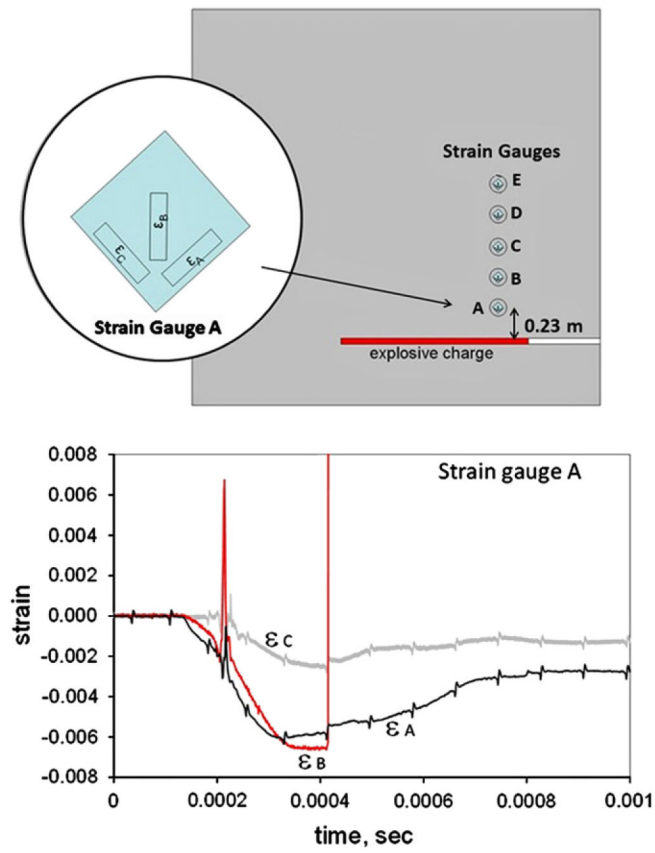 Strain Gauges
E
D
C
B
A
0.23 m
explosive charge
εB
εC
εA
Strain Gauge A
0.008
0.006
0.004
0.002
0.000
-0.002
-0.004
-0.006
-0.008
strain
Strain gauge A
εC
εA
εB
0
0.0002
0.0004
0.0006
0.0008
0.001
time, sec